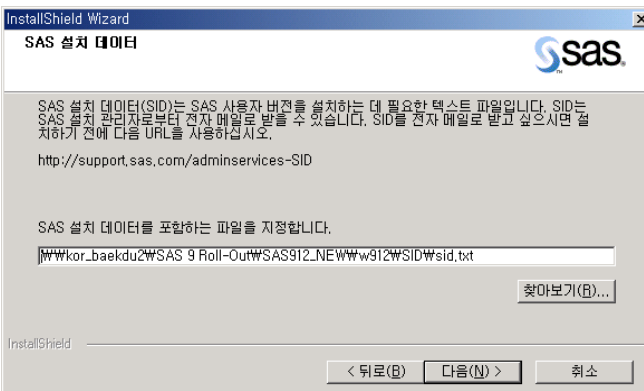 InstallShield Wizard
SAS 설치 데이터
sas.
SAS 설치 데이터(SID)는 SAS 사용자 버전을 설치하는 데 필요한 텍스트 파일입니다. SID는
SAS 설치 관리자로부터 전자 메일로 받을 수 있습니다. SID를 전자 메일로 받고 싶으시면 설
치하기 전에 다음 URL을 사용하십시오.
http://support.sas.com/adminservices-SID
SAS 설치 데이터를 포함하는 파일을 지정합니다.
₩₩kor_baekdu2₩SAS 9 Roll-Out₩SAS912_NEW₩w912₩SID₩sid.txt
찾아보기(R)...
InstallShield
< 뒤로(B) 다음(N) > 취소